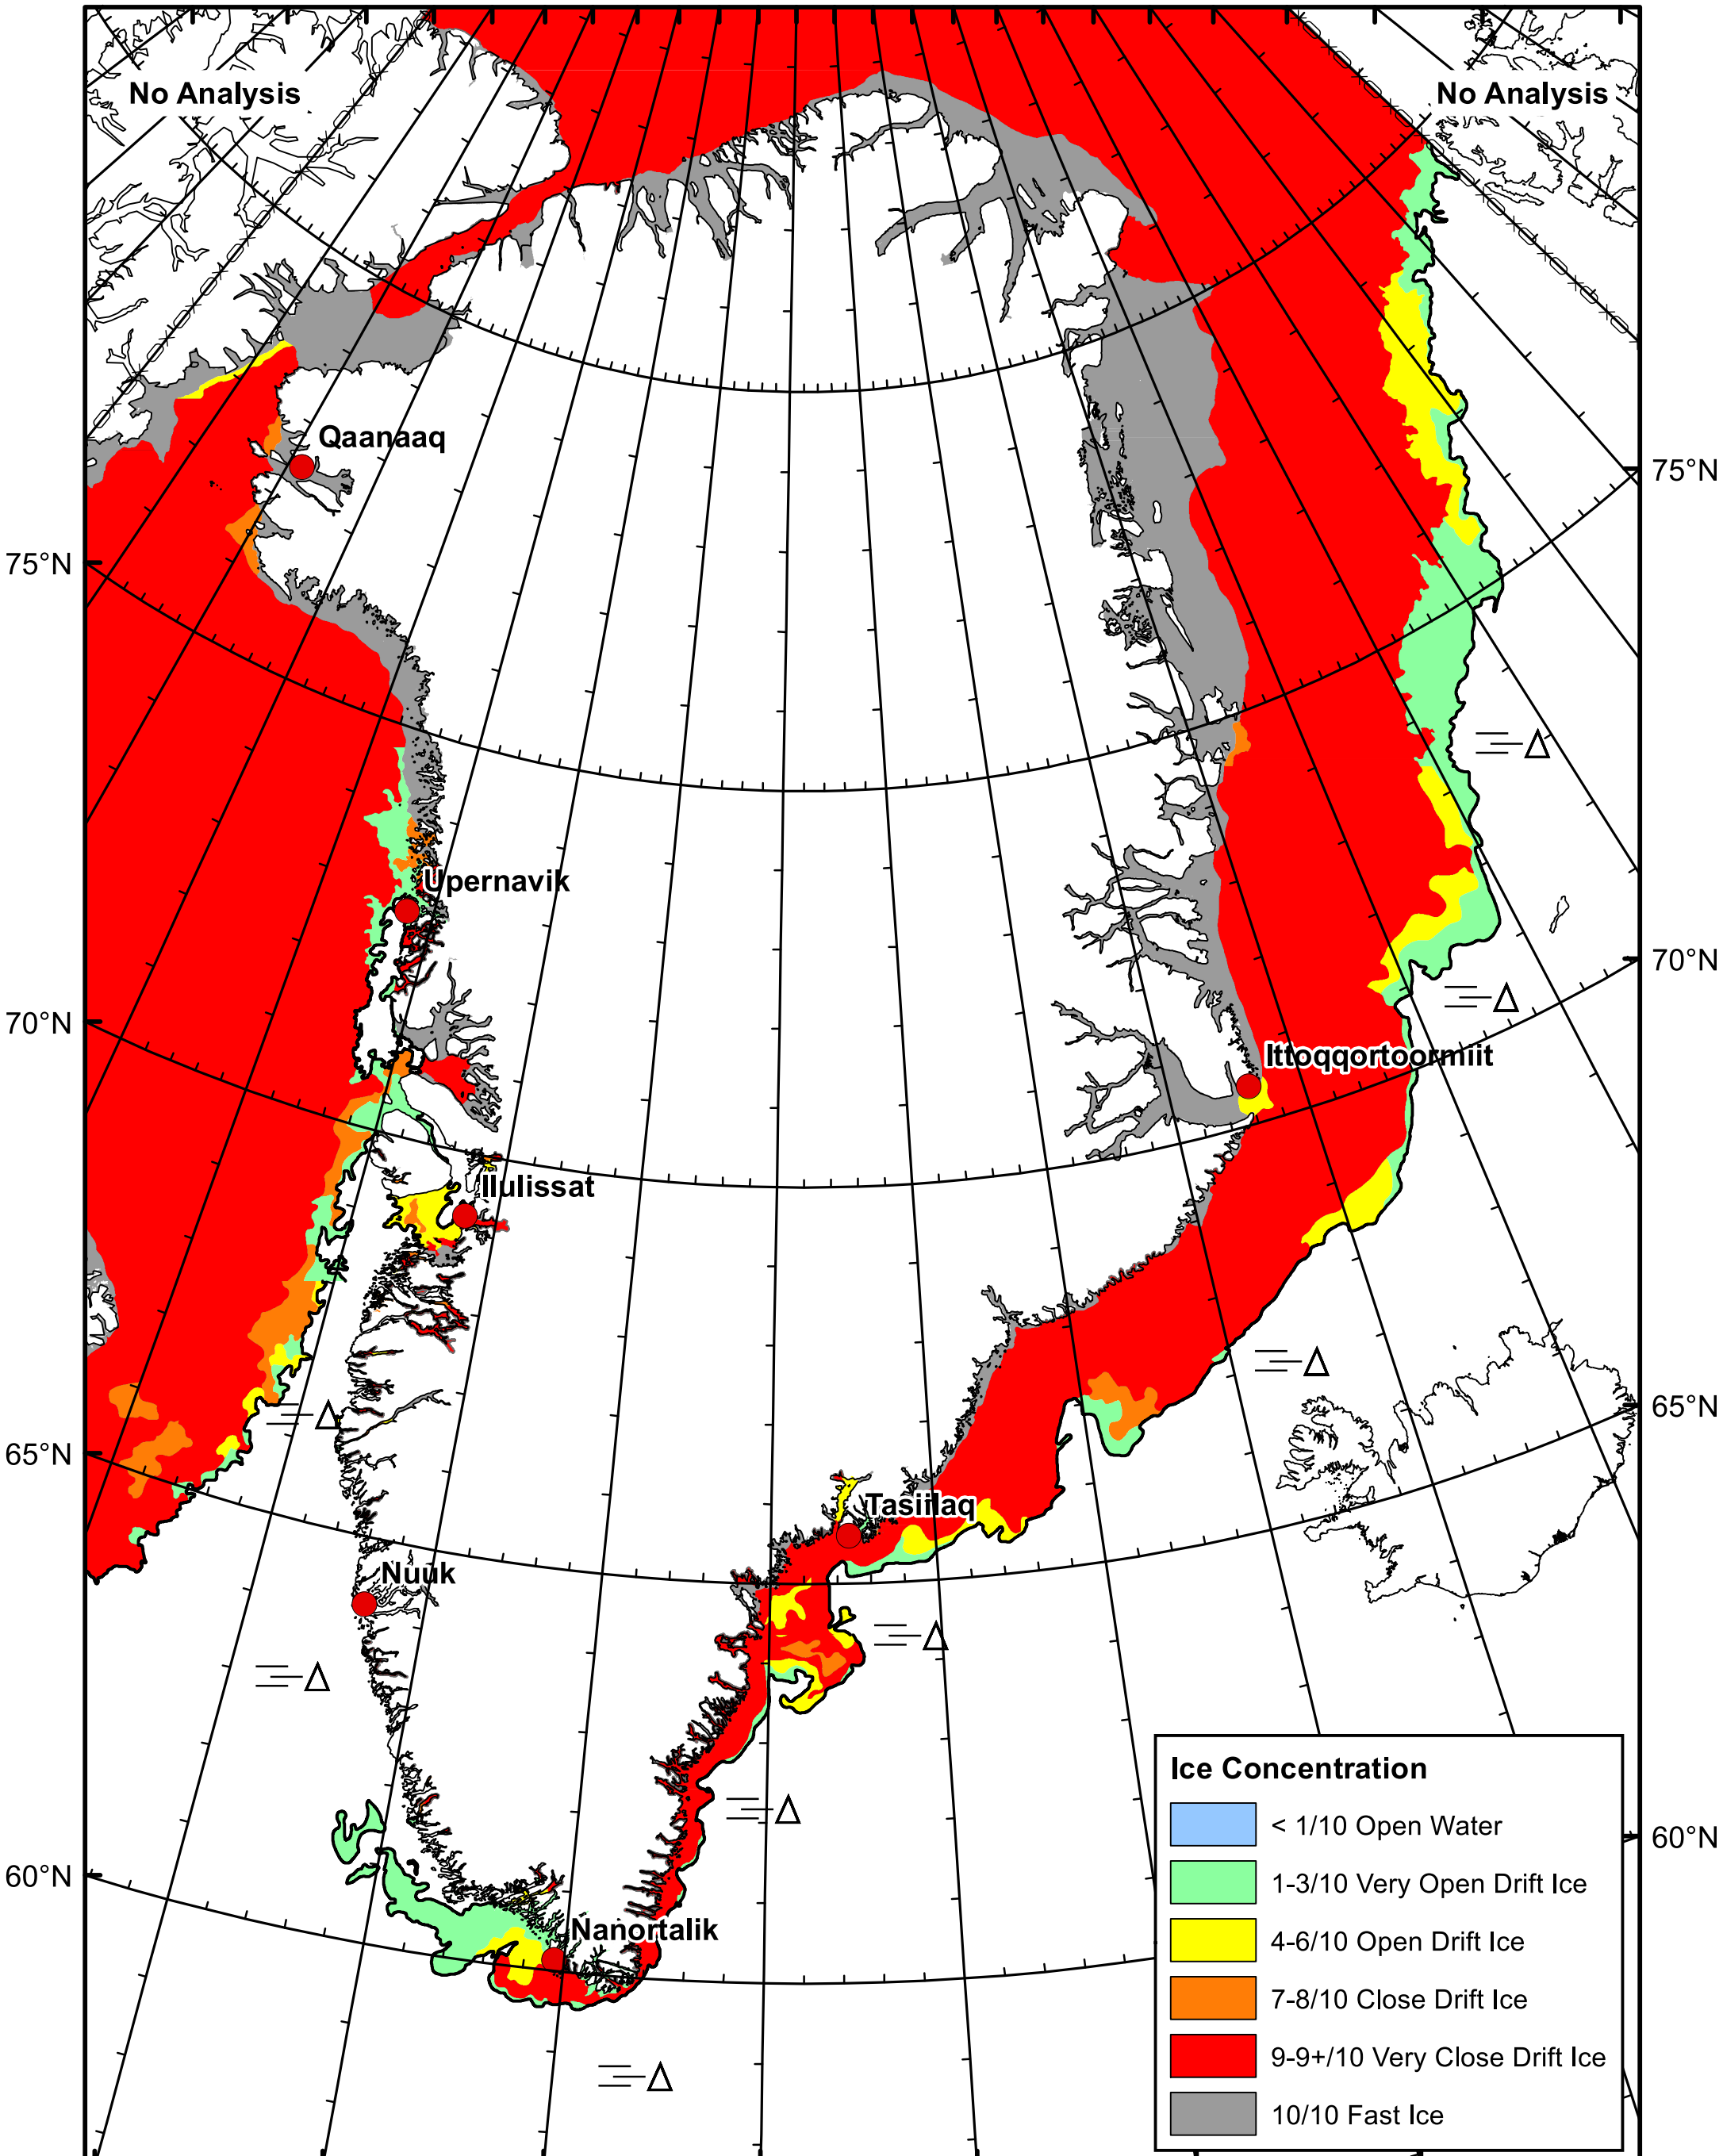 No Analysis
No Analysis
Qaanaaq
75°N
75°N
Upernavik
70°N
70°N
Ittoqqortoormiit
Ilulissat
65°N
65°N
Tasiilaq
Nuuk
Ice Concentration
< 1/10 Open Water
60°N
1-3/10 Very Open Drift Ice
60°N
Nanortalik
4-6/10 Open Drift Ice
7-8/10 Close Drift Ice
9-9+/10 Very Close Drift Ice
10/10 Fast Ice